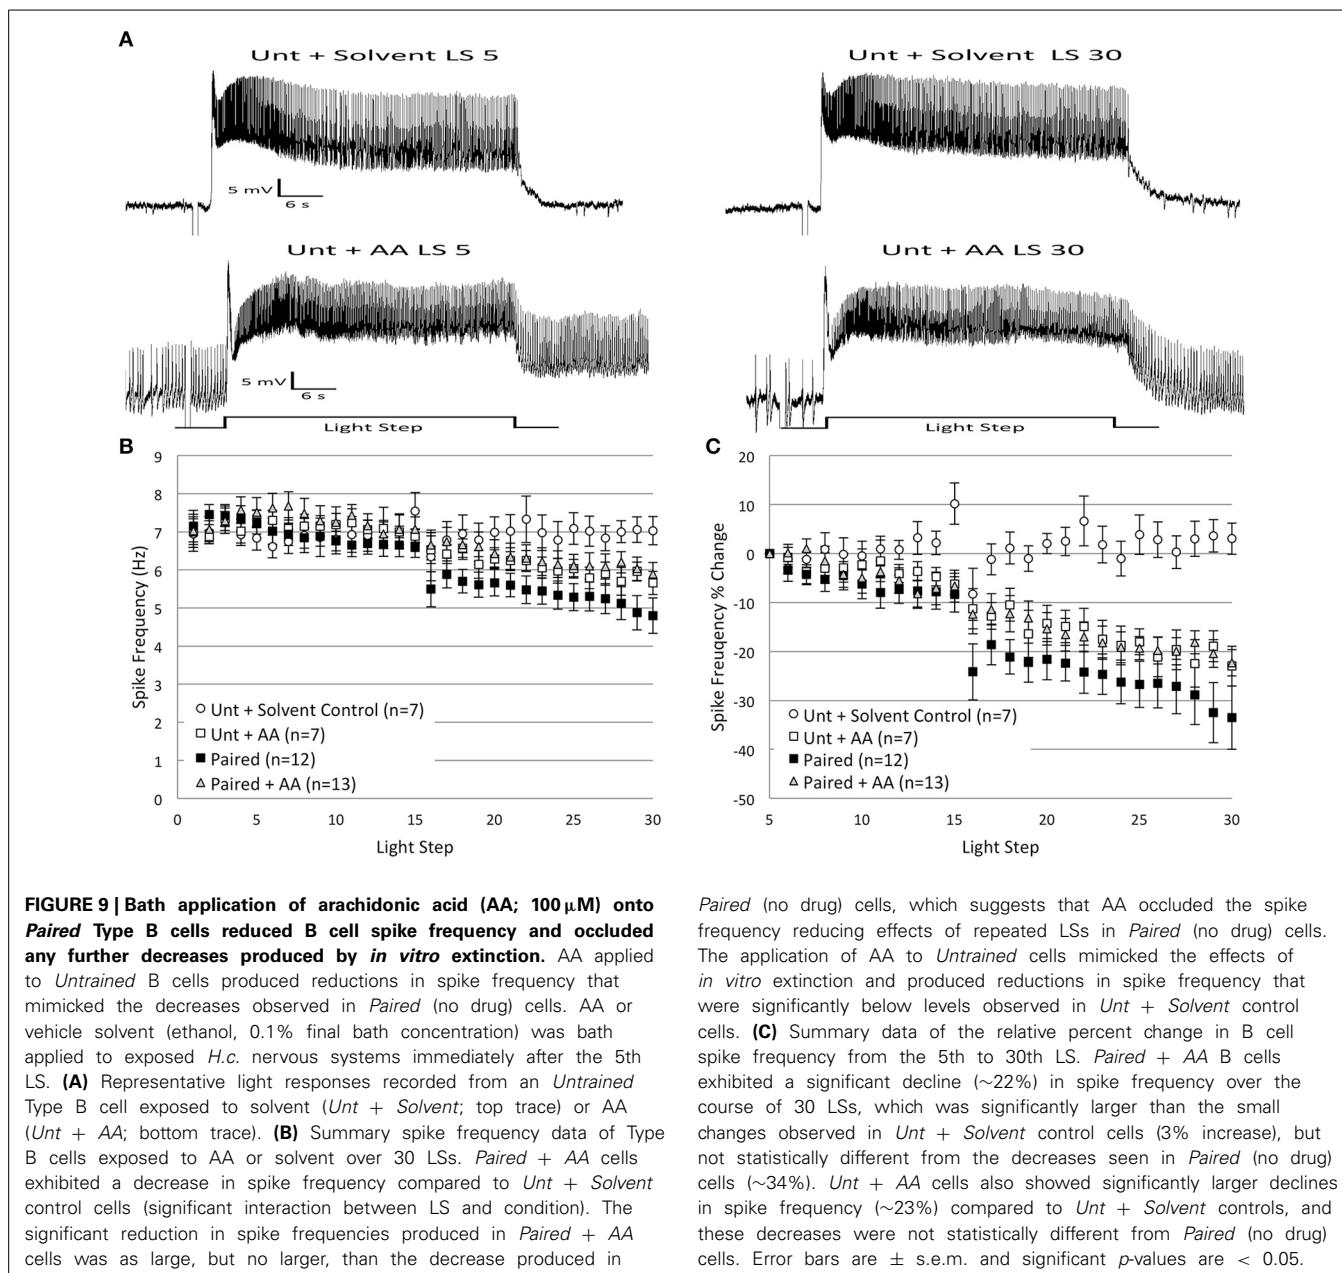 A
Unt + Solvent LS 5
Unt + Solvent LS 30
5 mV
6 s
Unt + AA LS 5
Unt + AA LS 30
5 mV
6 s
Light Step
Light Step
B
9
8
7
6
5
4
3
2
1
0
Spike Frequency (Hz)
Unt + Solvent Control (n=7)
Unt + AA (n=7)
Paired (n=12)
Paired + AA (n=13)
0 5 10 15 20 25 30
Light Step
C
20
10
0
-10
-20
-30
-40
-50
Spike Freuqency % Change
Unt + Solvent Control (n=7)
Unt + AA (n=7)
Paired (n=12)
Paired + AA (n=13)
5 10 15 20 25 30
Light Step
FIGURE 9 | Bath application of arachidonic acid (AA; 100 μM) onto
Paired Type B cells reduced B cell spike frequency and occluded
any further decreases produced by in vitro extinction. AA applied
to Untrained B cells produced reductions in spike frequency that
mimicked the decreases observed in Paired (no drug) cells. AA or
vehicle solvent (ethanol, 0.1% final bath concentration) was bath
applied to exposed H.c. nervous systems immediately after the 5th
LS. (A) Representative light responses recorded from an Untrained
Type B cell exposed to solvent (Unt + Solvent; top trace) or AA
(Unt + AA; bottom trace). (B) Summary spike frequency data of Type
B cells exposed to AA or solvent over 30 LSs. Paired + AA cells
exhibited a decrease in spike frequency compared to Unt + Solvent
control cells (significant interaction between LS and condition). The
significant reduction in spike frequencies produced in Paired + AA
cells was as large, but no larger, than the decrease produced in
Paired (no drug) cells, which suggests that AA occluded the spike
frequency reducing effects of repeated LSs in Paired (no drug) cells.
The application of AA to Untrained cells mimicked the effects of
in vitro extinction and produced reductions in spike frequency that
were significantly below levels observed in Unt + Solvent control
cells. (C) Summary data of the relative percent change in B cell
spike frequency from the 5th to 30th LS. Paired + AA B cells
exhibited a significant decline (~22%) in spike frequency over the
course of 30 LSs, which was significantly larger than the small
changes observed in Unt + Solvent control cells (3% increase), but
not statistically different from the decreases seen in Paired (no drug)
cells (~34%). Unt + AA cells also showed significantly larger declines
in spike frequency (~23%) compared to Unt + Solvent controls, and
these decreases were not statistically different from Paired (no drug)
cells. Error bars are ± s.e.m. and significant p-values are < 0.05.